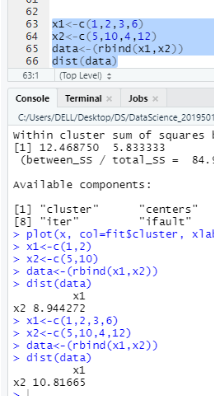 62
63 x1<-c(1,2,3,6)
64 x2<-c(5,10,4,12)
65 data<-(rbind(x1,x2))
66 dist(data)
63:1 (Top Level)
Console Terminal × Jobs ×
C:/Users/DELL/Desktop/DS/DataScience_201901
Within cluster sum of squares b
[1] 12.468750 5.833333
(between_SS / total_SS = 84.9
Available components:
[1] "cluster" "centers"
[8] "iter" "ifault"
> plot(x, col=fit$cluster, xlab
> x1<-c(1,2)
> x2<-c(5,10)
> data<-(rbind(x1,x2))
> dist(data)
x1
x2 8.944272
> x1<-c(1,2,3,6)
> x2<-c(5,10,4,12)
> data<-(rbind(x1,x2))
> dist(data)
x1
x2 10.81665
>